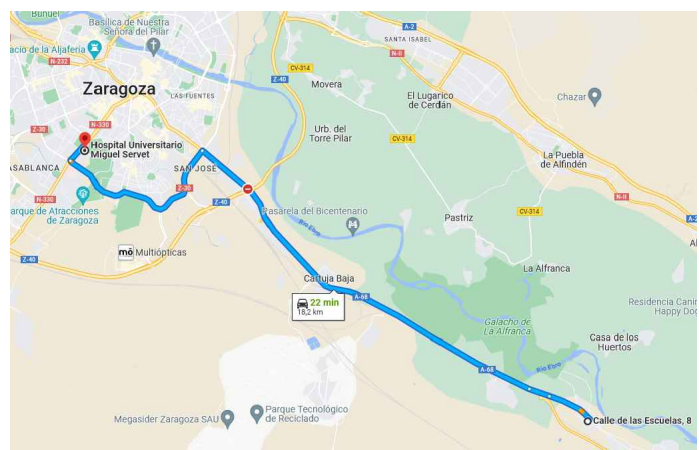 Bunuel
Basílica de Nuestra
Señora del Pilar
A-2
SANTA ISABEL
N-II
acio de la Aljafería
N-232
CV-314
Z-40
Zaragoza
LAS FUENTES
Movera
El Lugarico
de Cerdán
Chazar
Z-30
N-330
Urb. del
Torre Pilar
CV-314
Hospital Universitario
Miguel Servet
ASABLANCA
SAN JOSÉ
La Puebla
de Alfindén
Z-30
N-330
Z-40
N-II
Parque de Atracciones
de Zaragoza
Pasarela del Bicentenario
Pastriz
CV-314
Río Ebro
mó Multiópticas
Z-40
Al
La Alfranca
Cartuja Baja
A-68
22 min
18,2 km
Residencia Canin
Happy Dog
Galacho de
La Alfranca
Casa de los
Huertos
Río Ebro
A-68
Parque Tecnológico
de Reciclado
Megasider Zaragoza SAU
Calle de las Escuelas, 8